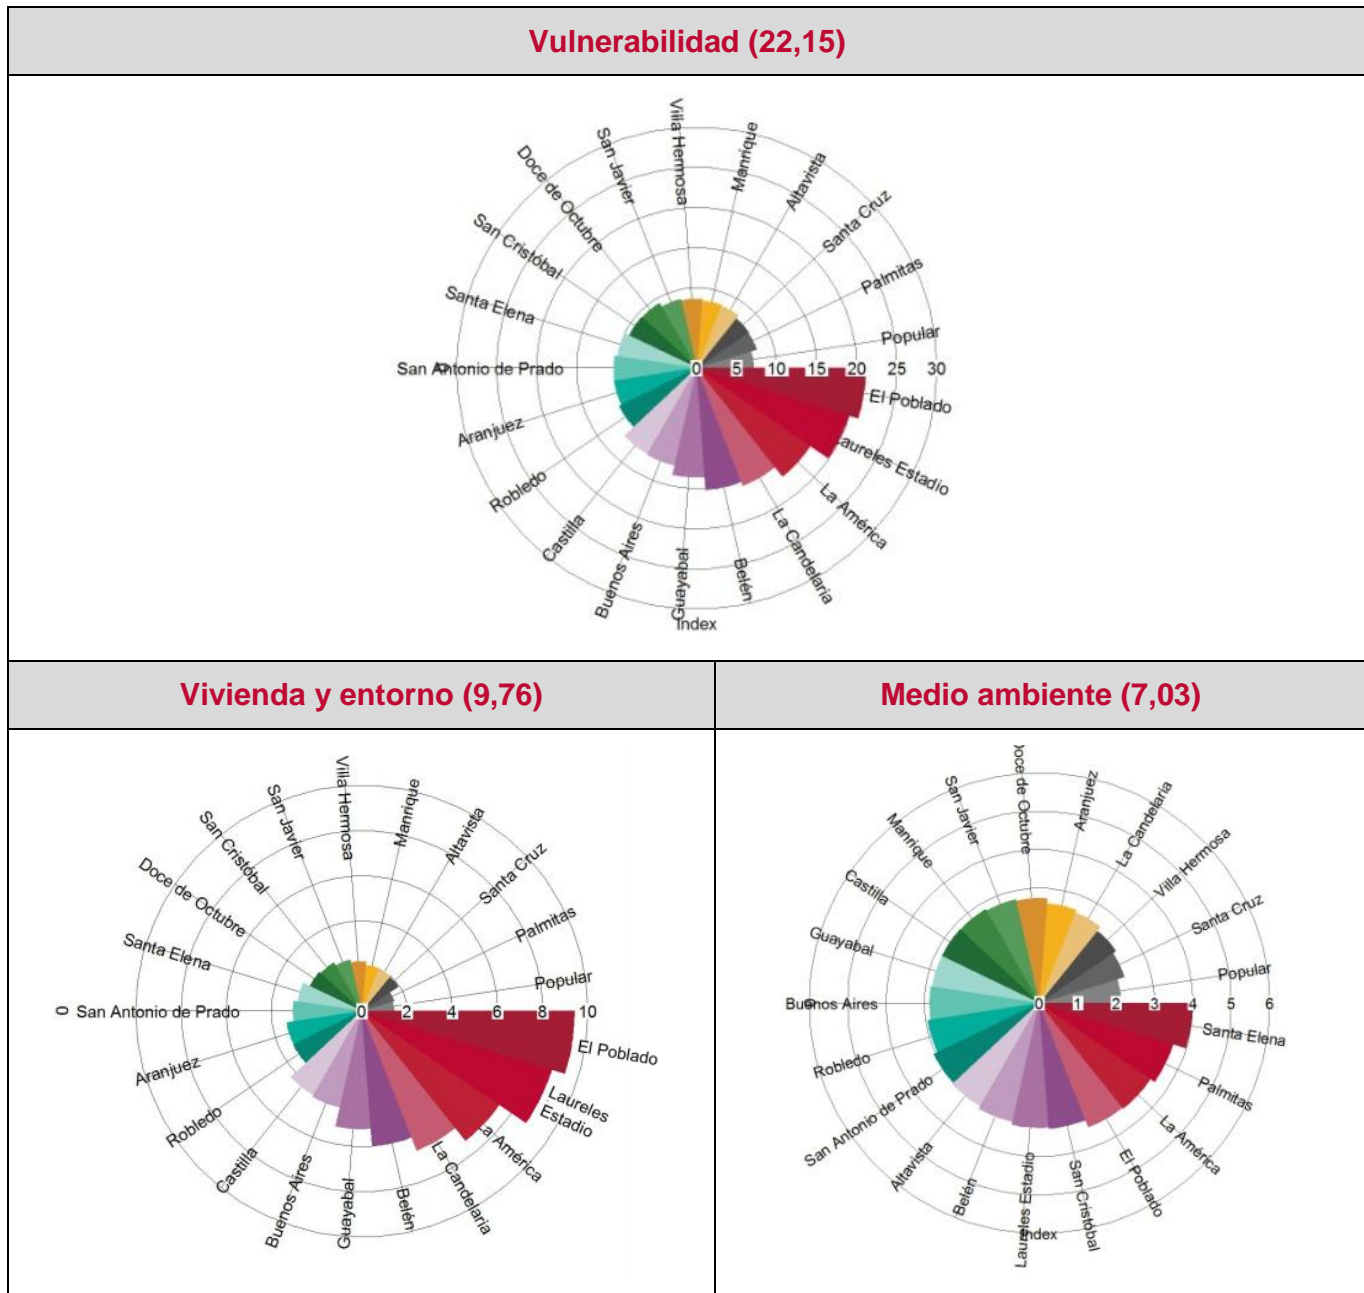 Vulnerabilidad (22,15)
Villa Hermosa
Manrique
Altavista
Santa Cruz
Palmitas
Popular
San Javier
Doce de Octubre
San Cristóbal
Santa Elena
San Antonio de Prado
0
0 5 10 15 20 25 30
El Poblado
Laureles Estadio
La América
La Candelaria
Belén
Guayabal
Buenos Aires
Castilla
Robledo
Aranjuez
Index
Vivienda y entorno (9,76)
Villa Hermosa
Manrique
Altavista
Santa Cruz
Palmitas
Popular
San Javier
San Cristóbal
Doce de Octubre
Santa Elena
0 San Antonio de Prado
0 2 4 6 8 10
El Poblado
Laureles
Estadio
La América
La Candelaria
Belén
Guayabal
Buenos Aires
Castilla
Robledo
Aranjuez
Medio ambiente (7,03)
Doce de Octubre
Aranjuez
La Candelaria
Villa Hermosa
Santa Cruz
Popular
San Javier
Manrique
Castilla
Guayabal
Buenos Aires
0
0 1 2 3 4 5 6
Santa Elena
Palmitas
La América
El Poblado
San Cristóbal
Laureles Estadio
Belén
Altavista
San Antonio de Prado
Robledo
Index